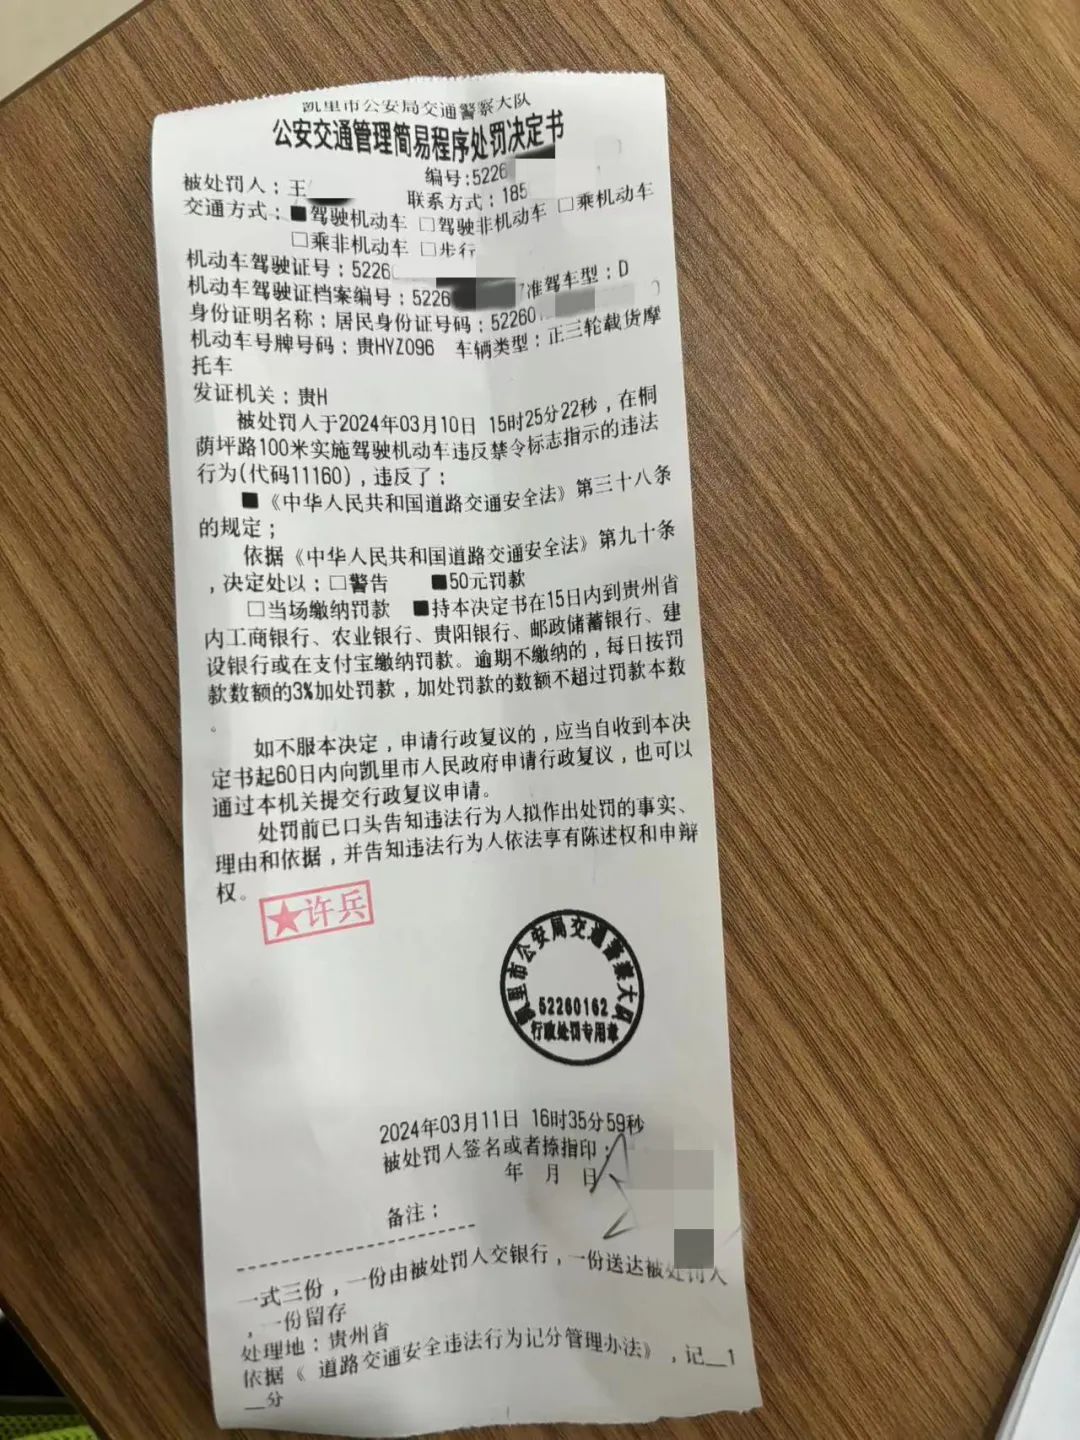 凯里市公安局交通警察大队
公安交通管理简易程序处罚决定书
编号:5226
被处罚人：王
联系方式：185
交通方式：■驾驶机动车 □驾驶非机动车 □乘机动车
□乘非机动车 □步行
机动车驾驶证号：5226
机动车驾驶证档案编号：5226 准驾车型：D
身份证明名称：居民身份证号码：52260
机动车号牌号码：贵HYZ096 车辆类型：正三轮载货摩
托车
发证机关：贵H
被处罚人于2024年03月10日 15时25分22秒，在桐
荫坪路100米实施驾驶机动车违反禁令标志指示的违法
行为(代码11160)，违反了：
■《中华人民共和国道路交通安全法》第三十八条
的规定；
依据《中华人民共和国道路交通安全法》第九十条
，决定处以：□警告 ■50元罚款
□当场缴纳罚款 ■持本决定书在15日内到贵州省
内工商银行、农业银行、贵阳银行、邮政储蓄银行、建
设银行或在支付宝缴纳罚款。逾期不缴纳的，每日按罚
款数额的3%加处罚款，加处罚款的数额不超过罚款本数
。
如不服本决定，申请行政复议的，应当自收到本决
定书起60日内向凯里市人民政府申请行政复议，也可以
通过本机关提交行政复议申请。
处罚前已口头告知违法行为人拟作出处罚的事实、
理由和依据，并告知违法行为人依法享有陈述权和申辩
权。
★许兵
凯里市公安局交通警察大队
52260162
行政处罚专用章
2024年03月11日 16时35分59秒
被处罚人签名或者捺指印：
年 月 日
备注：
一式三份，一份由被处罚人交银行，一份送达被处罚人
，一份留存
处理地：贵州省
依据《 道路交通安全违法行为记分管理办法》，记__1
__分